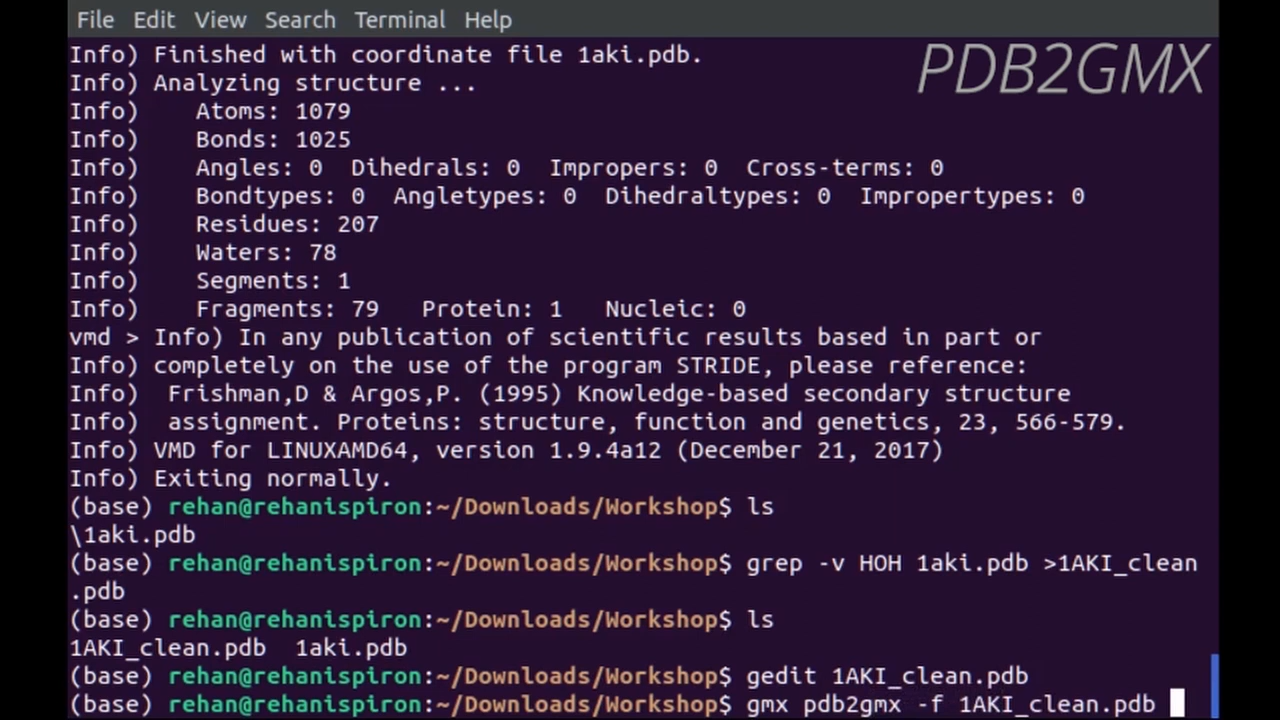 File Edit View Search Terminal Help
PDB2GMX
Info) Finished with coordinate file 1aki.pdb.
Info) Analyzing structure ...
Info)    Atoms: 1079
Info)    Bonds: 1025
Info)    Angles: 0  Dihedrals: 0  Impropers: 0  Cross-terms: 0
Info)    Bondtypes: 0  Angletypes: 0  Dihedraltypes: 0  Impropertypes: 0
Info)    Residues: 207
Info)    Waters: 78
Info)    Segments: 1
Info)    Fragments: 79   Protein: 1   Nucleic: 0
vmd > Info) In any publication of scientific results based in part or
Info) completely on the use of the program STRIDE, please reference:
Info)  Frishman,D & Argos,P. (1995) Knowledge-based secondary structure
Info)  assignment. Proteins: structure, function and genetics, 23, 566-579.
Info) VMD for LINUXAMD64, version 1.9.4a12 (December 21, 2017)
Info) Exiting normally.
(base) rehan@rehanispiron:~/Downloads/Workshop$ ls
\1aki.pdb
(base) rehan@rehanispiron:~/Downloads/Workshop$ grep -v HOH 1aki.pdb >1AKI_clean
.pdb
(base) rehan@rehanispiron:~/Downloads/Workshop$ ls
1AKI_clean.pdb  1aki.pdb
(base) rehan@rehanispiron:~/Downloads/Workshop$ gedit 1AKI_clean.pdb
(base) rehan@rehanispiron:~/Downloads/Workshop$ gmx pdb2gmx -f 1AKI_clean.pdb